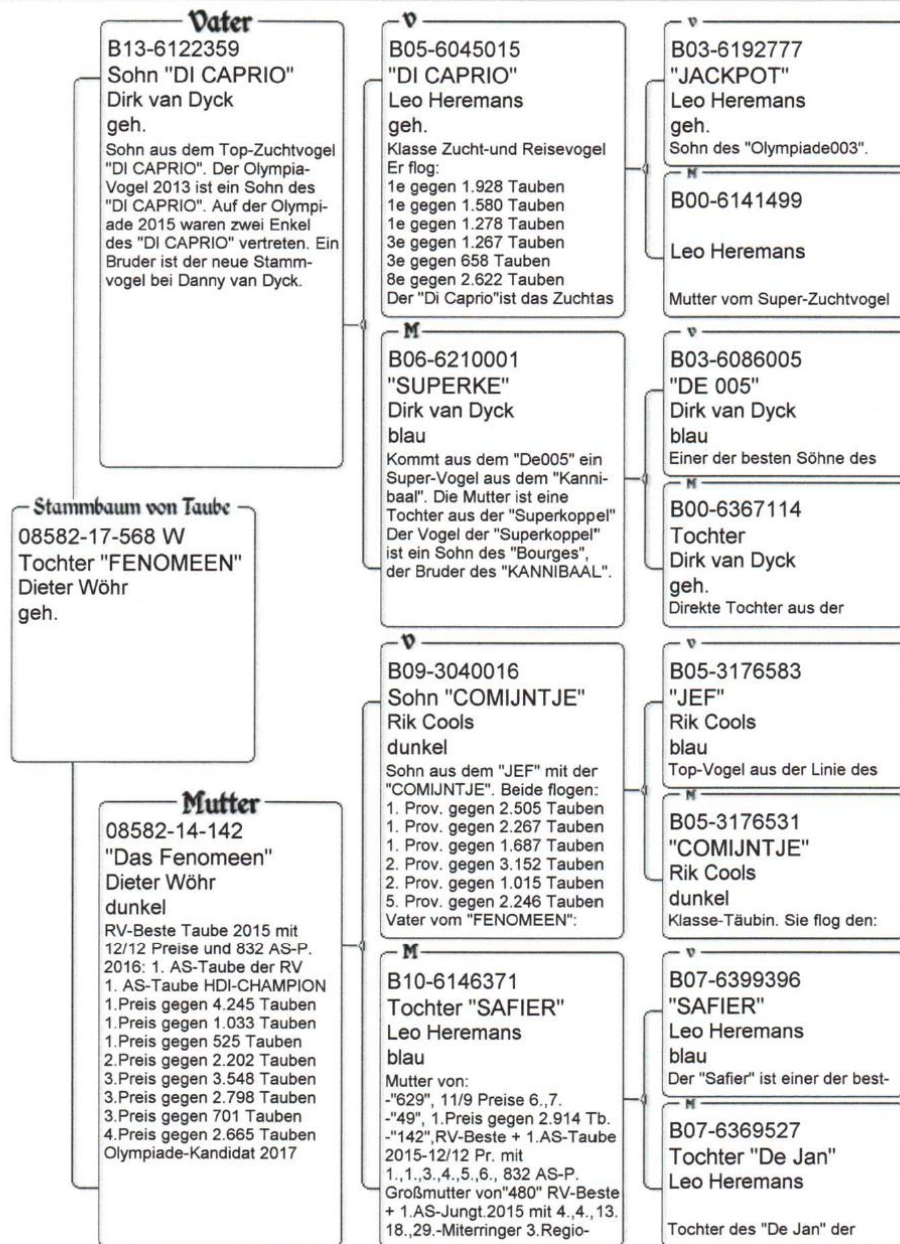 Vater
B13-6122359
Sohn "DI CAPRIO"
Dirk van Dyck
geh.
Sohn aus dem Top-Zuchtvogel
"DI CAPRIO". Der Olympia-
Vogel 2013 ist ein Sohn des
"DI CAPRIO". Auf der Olympi-
ade 2015 waren zwei Enkel
des "DI CAPRIO" vertreten. Ein
Bruder ist der neue Stamm-
vogel bei Danny van Dyck.
Stammbaum von Taube
08582-17-568 W
Tochter "FENOMEEN"
Dieter Wöhr
geh.
Mutter
08582-14-142
"Das Fenomeen"
Dieter Wöhr
dunkel
RV-Beste Taube 2015 mit
12/12 Preise und 832 AS-P.
2016: 1. AS-Taube der RV
1. AS-Taube HDI-CHAMPION
1.Preis gegen 4.245 Tauben
1.Preis gegen 1.033 Tauben
1.Preis gegen 525 Tauben
2.Preis gegen 2.202 Tauben
3.Preis gegen 3.548 Tauben
3.Preis gegen 2.798 Tauben
3.Preis gegen 701 Tauben
4.Preis gegen 2.665 Tauben
Olympiade-Kandidat 2017
V
B05-6045015
"DI CAPRIO"
Leo Heremans
geh.
Klasse Zucht-und Reisevogel
Er flog:
1e gegen 1.928 Tauben
1e gegen 1.580 Tauben
1e gegen 1.278 Tauben
3e gegen 1.267 Tauben
3e gegen 658 Tauben
8e gegen 2.622 Tauben
Der "Di Caprio"ist das Zuchtas
M
B06-6210001
"SUPERKE"
Dirk van Dyck
blau
Kommt aus dem "De005" ein
Super-Vogel aus dem "Kanni-
baal". Die Mutter ist eine
Tochter aus der "Superkoppel"
Der Vogel der "Superkoppel"
ist ein Sohn des "Bourges",
der Bruder des "KANNIBAAL".
V
B09-3040016
Sohn "COMIJNTJE"
Rik Cools
dunkel
Sohn aus dem "JEF" mit der
"COMIJNTJE". Beide flogen:
1. Prov. gegen 2.505 Tauben
1. Prov. gegen 2.267 Tauben
1. Prov. gegen 1.687 Tauben
2. Prov. gegen 3.152 Tauben
2. Prov. gegen 1.015 Tauben
5. Prov. gegen 2.246 Tauben
Vater vom "FENOMEEN":
M
B10-6146371
Tochter "SAFIER"
Leo Heremans
blau
Mutter von:
-"629", 11/9 Preise 6.,7.
-"49", 1.Preis gegen 2.914 Tb.
-"142",RV-Beste + 1.AS-Taube
2015-12/12 Pr. mit
1.,1.,3.,4.,5.,6., 832 AS-P.
Großmutter von"480" RV-Beste
+ 1.AS-Jungt.2015 mit 4.,4.,13.
18.,29.-Miterringer 3.Regio-
V
B03-6192777
"JACKPOT"
Leo Heremans
geh.
Sohn des "Olympiade003".
M
B00-6141499
Leo Heremans
Mutter vom Super-Zuchtvogel
V
B03-6086005
"DE 005"
Dirk van Dyck
blau
Einer der besten Söhne des
M
B00-6367114
Tochter
Dirk van Dyck
geh.
Direkte Tochter aus der
V
B05-3176583
"JEF"
Rik Cools
blau
Top-Vogel aus der Linie des
M
B05-3176531
"COMIJNTJE"
Rik Cools
dunkel
Klasse-Täubin. Sie flog den:
V
B07-6399396
"SAFIER"
Leo Heremans
blau
Der "Safier" ist einer der best-
M
B07-6369527
Tochter "De Jan"
Leo Heremans
Tochter des "De Jan" der